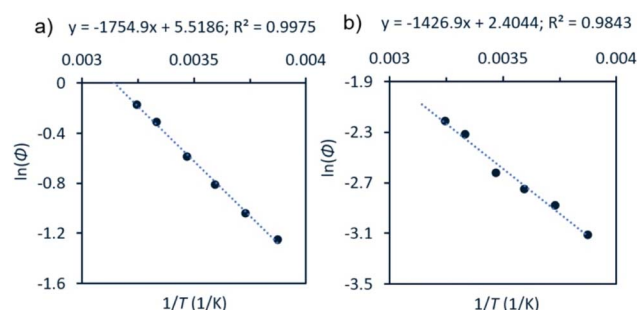 a) y = -1754.9x + 5.5186; R² = 0.9975
0.003 0.0035 0.004
0
-0.4
-0.8
-1.2
-1.6
ln(Φ)
1/T (1/K)
b) y = -1426.9x + 2.4044; R² = 0.9843
0.003 0.0035 0.004
-1.9
-2.3
-2.7
-3.1
-3.5
ln(Φ)
1/T (1/K)